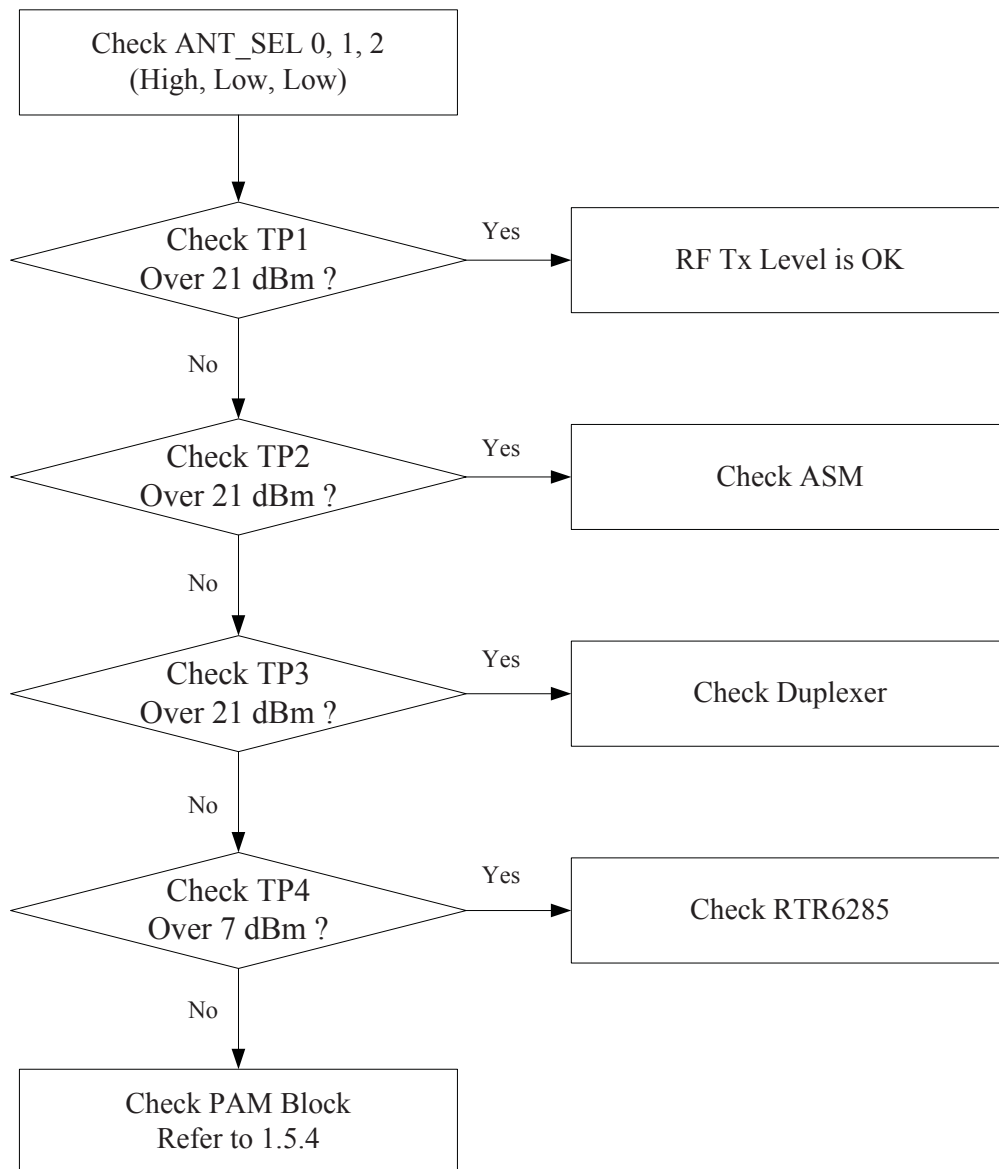 Check ANT_SEL 0, 1, 2
(High, Low, Low)
Check TP1
Over 21 dBm ?
Yes
RF Tx Level is OK
No
Check TP2
Over 21 dBm ?
Yes
Check ASM
No
Check TP3
Over 21 dBm ?
Yes
Check Duplexer
No
Check TP4
Over 7 dBm ?
Yes
Check RTR6285
No
Check PAM Block
Refer to 1.5.4